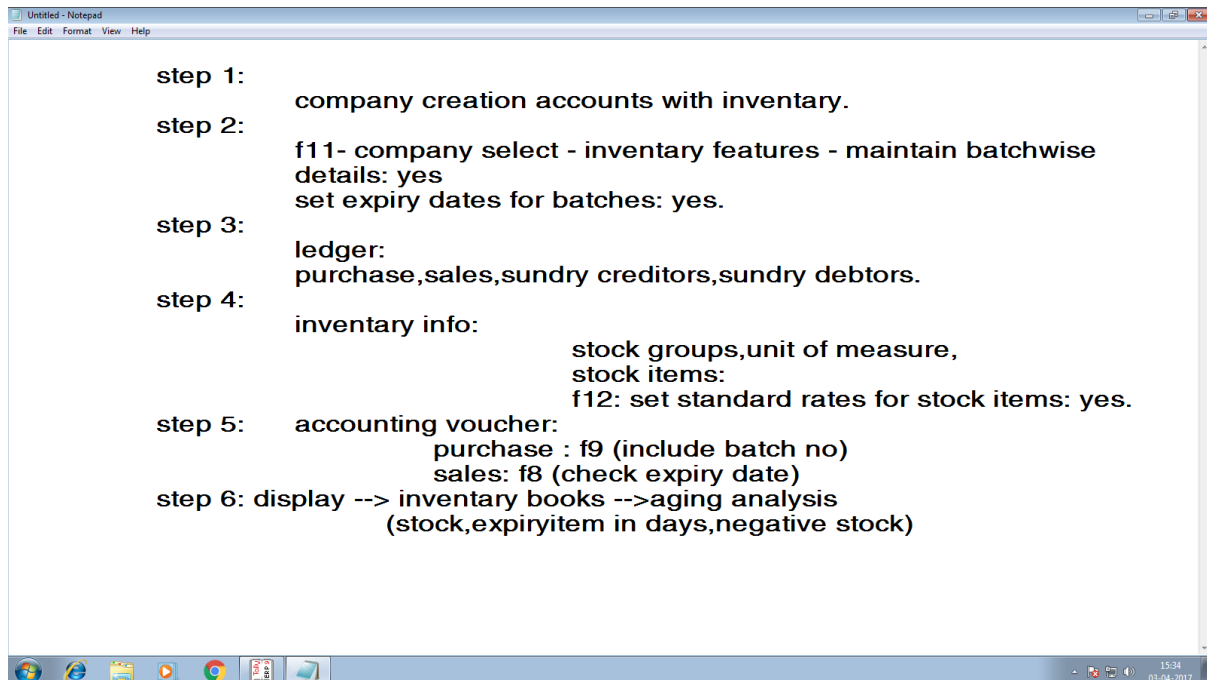 Untitled - Notepad
File Edit Format View Help
step 1:
company creation accounts with inventary.
step 2:
f11- company select - inventary features - maintain batchwise
details: yes
set expiry dates for batches: yes.
step 3:
ledger:
purchase,sales,sundry creditors,sundry debtors.
step 4:
inventary info:
stock groups,unit of measure,
stock items:
f12: set standard rates for stock items: yes.
step 5: accounting voucher:
purchase : f9 (include batch no)
sales: f8 (check expiry date)
step 6: display --> inventary books -->aging analysis
(stock,expiryitem in days,negative stock)
Tally
ERP 9
15:34
03-04-2017